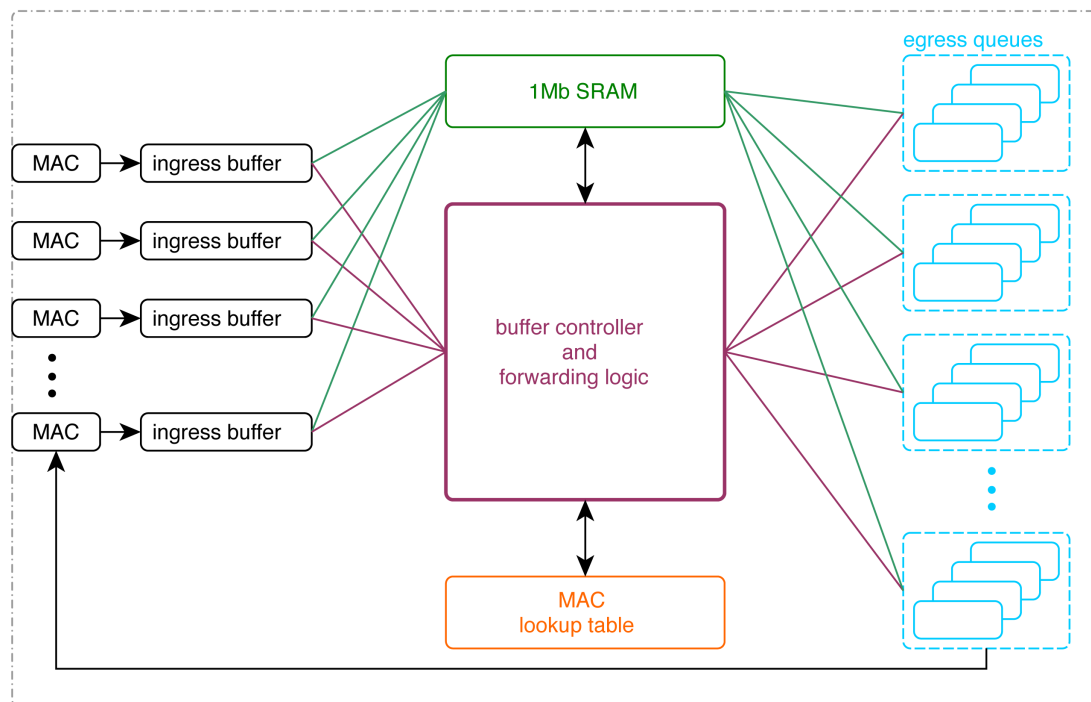 egress queues
1Mb SRAM
MAC
ingress buffer
MAC
ingress buffer
MAC
ingress buffer
MAC
ingress buffer
buffer controller
and
forwarding logic
MAC
lookup table